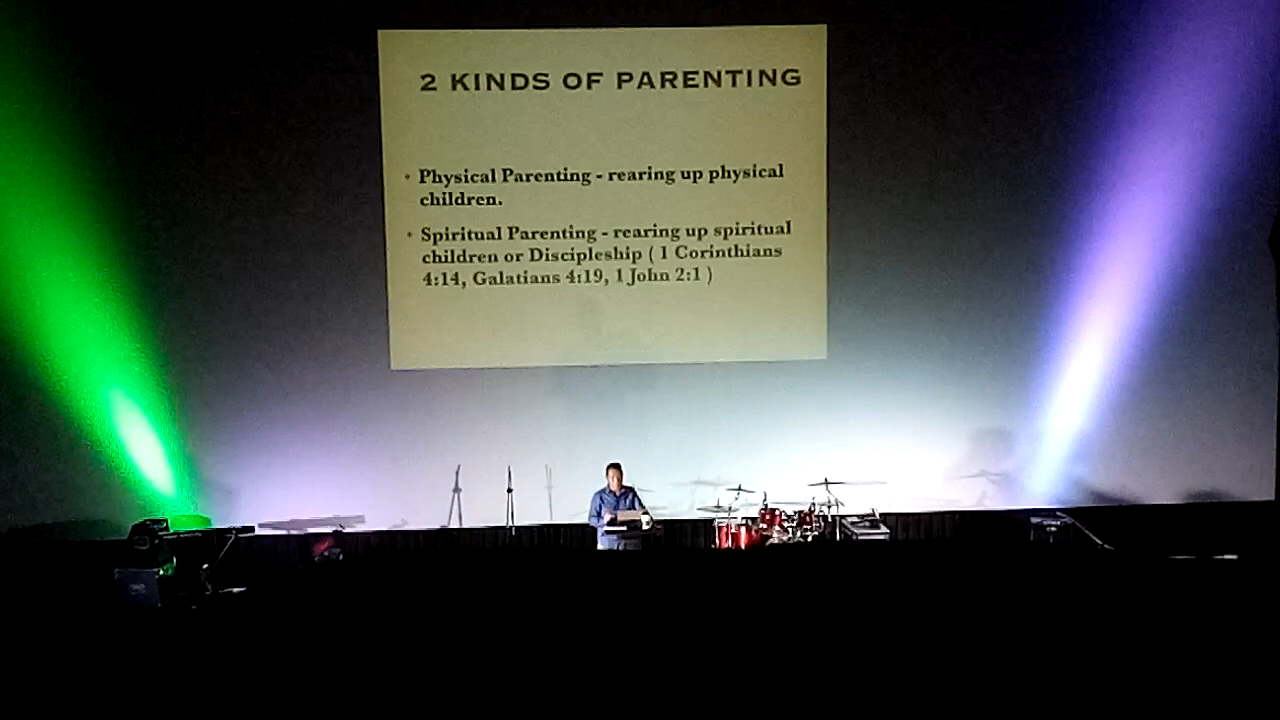 2 KINDS OF PARENTING
• Physical Parenting - rearing up physical
children.
• Spiritual Parenting - rearing up spiritual
children or Discipleship ( 1 Corinthians
4:14, Galatians 4:19, 1 John 2:1 )